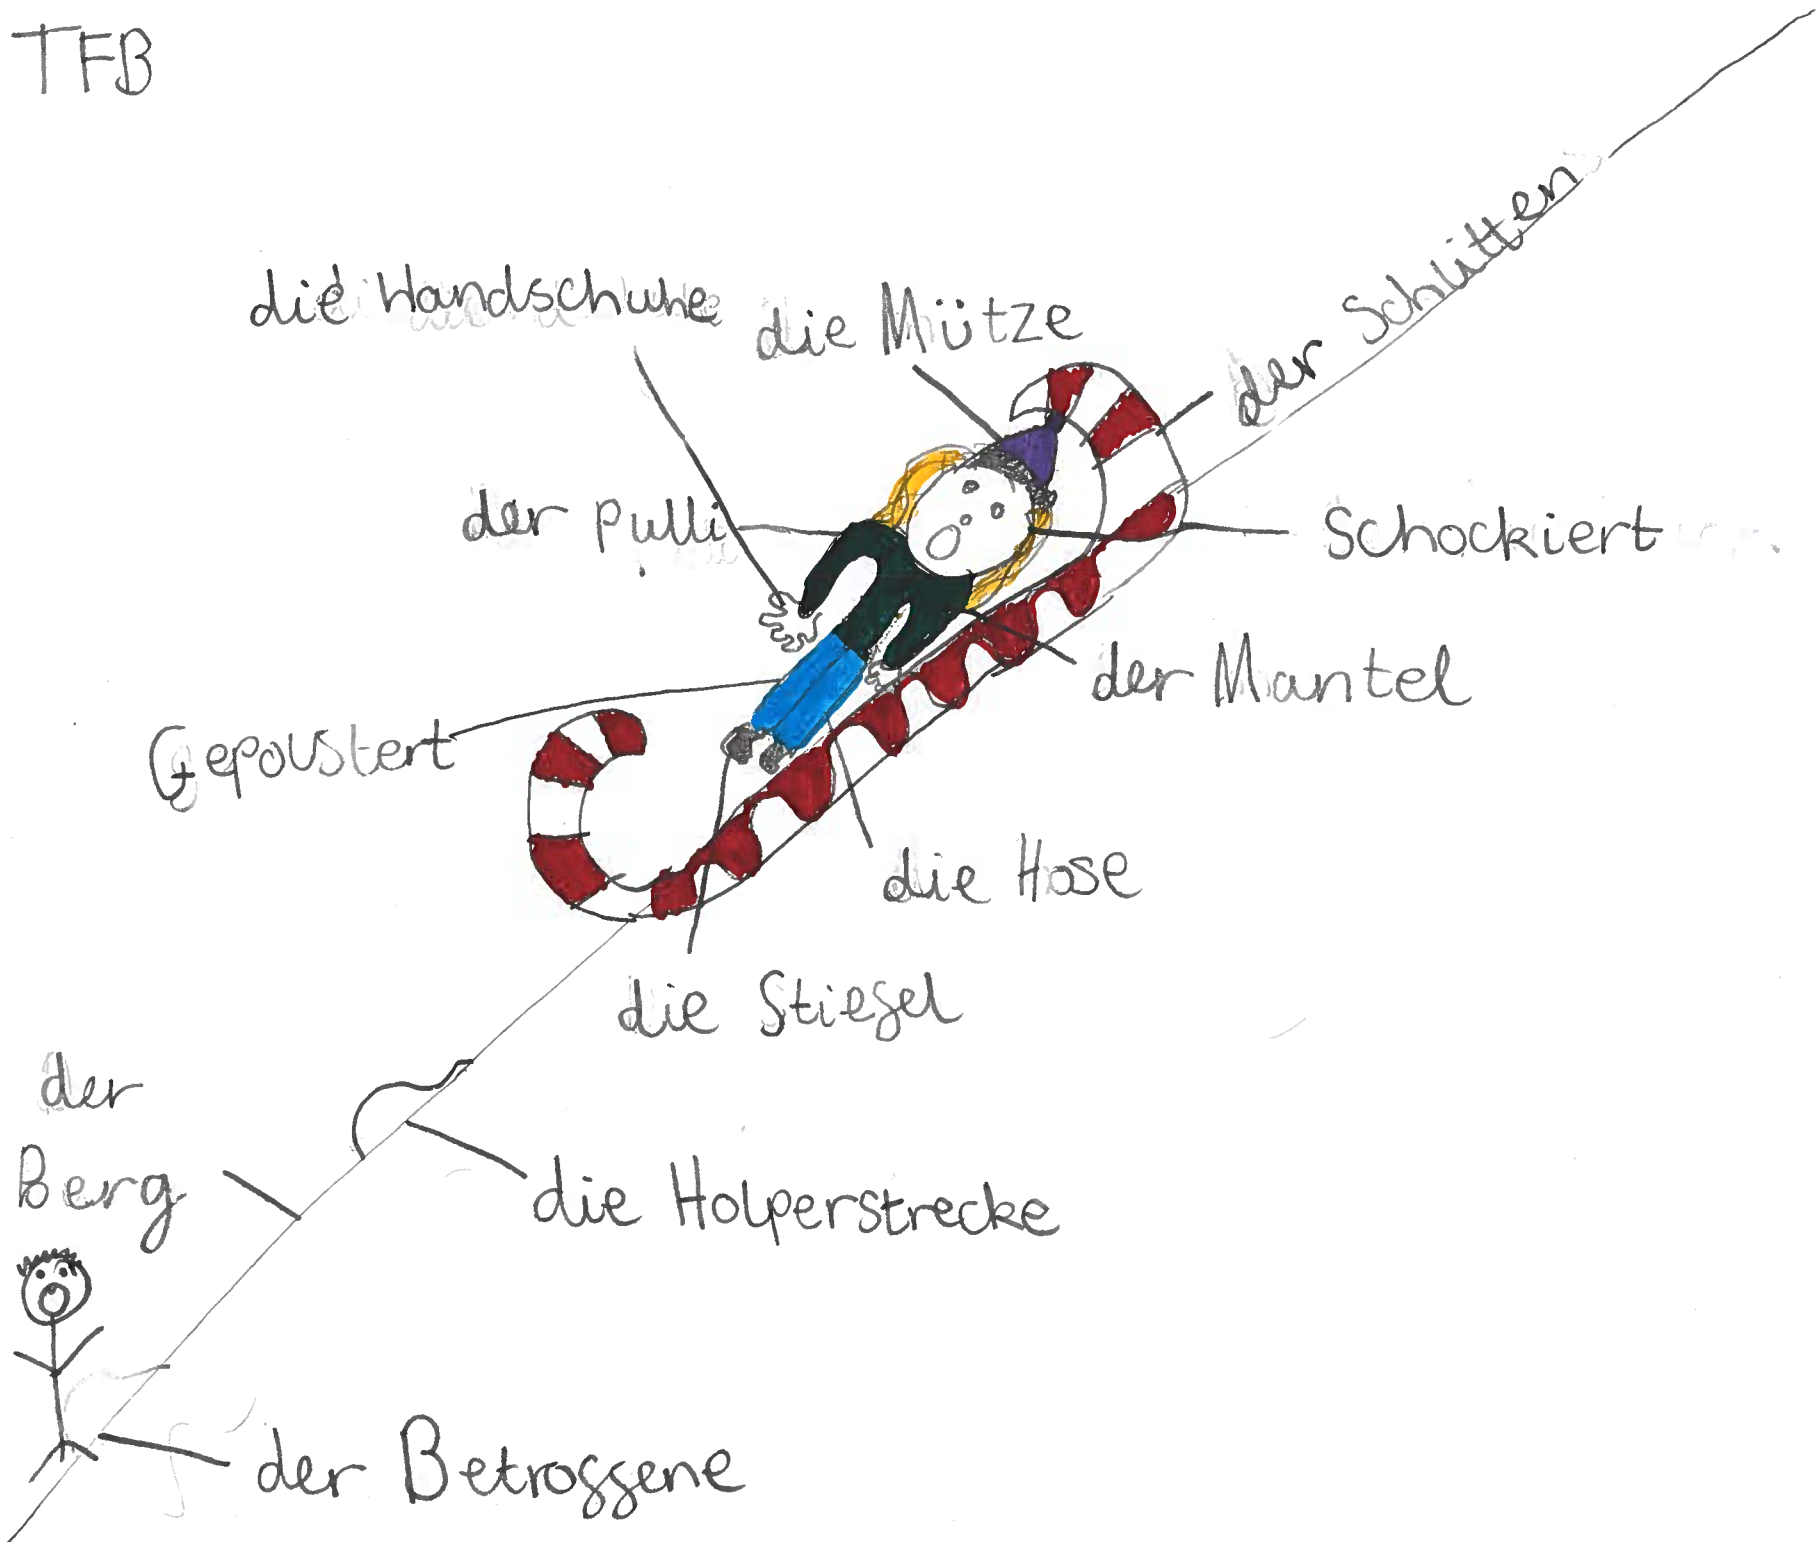 TFB
die Handschuhe
die Mütze
der Schlitten
der Pulli
Schockiert
der Mantel
Gepolstert
die Hose
die Stiefel
der
Berg
die Holperstrecke
der Betroffene